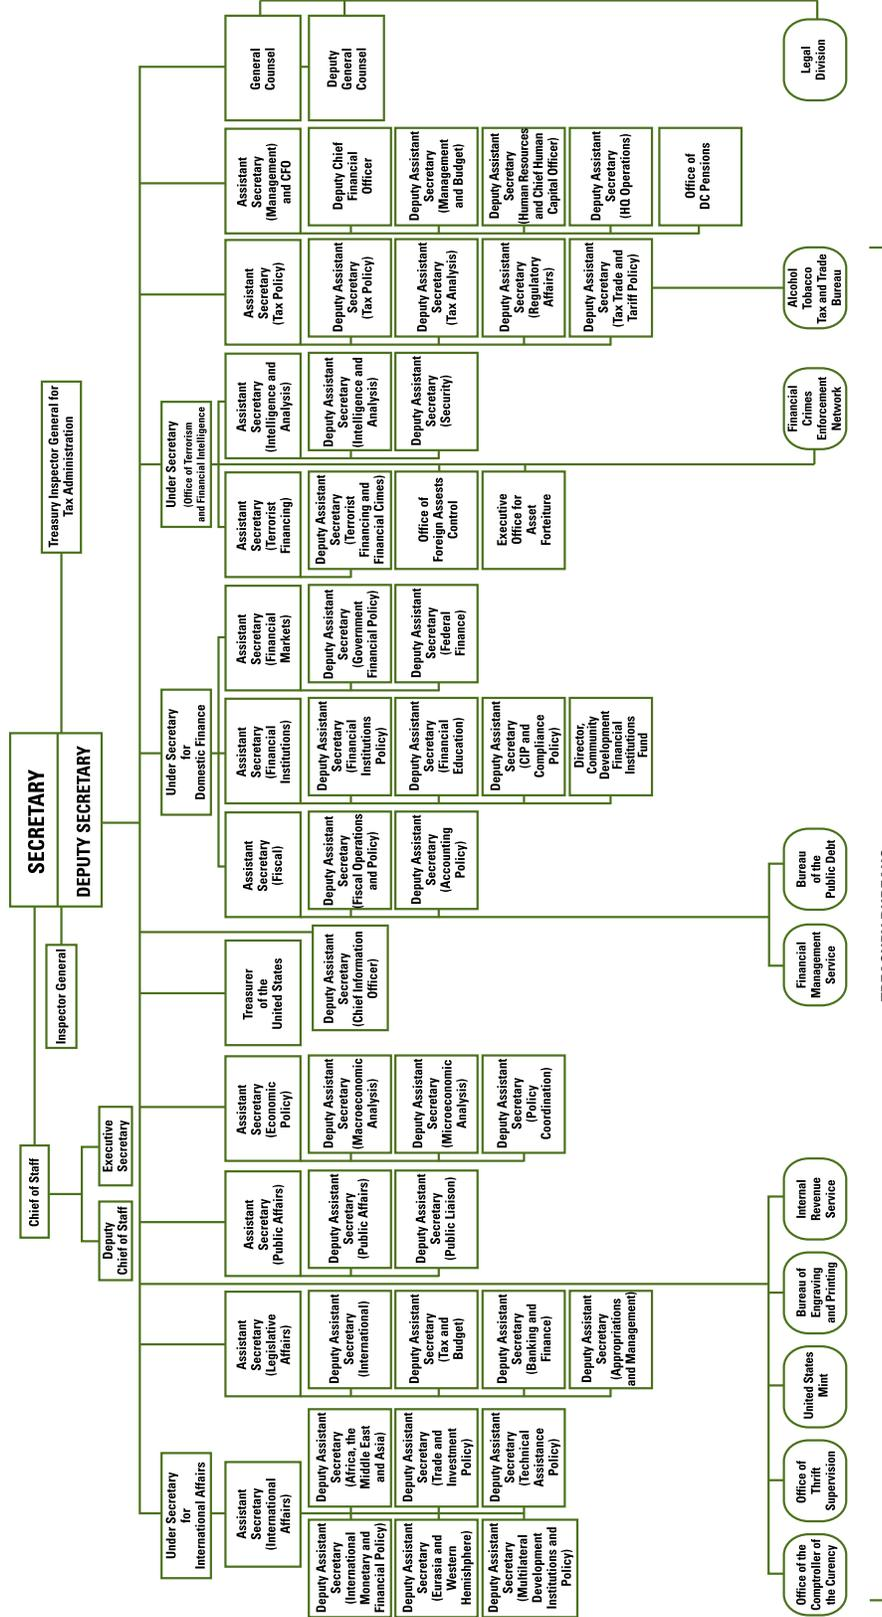 SECRETARY
DEPUTY SECRETARY
Treasury Inspector General for
Tax Administration
Inspector General
Chief of Staff
Deputy
Chief of Staff
Executive
Secretary
Under Secretary
for
International Affairs
Assistant
Secretary
(International
Affairs)
Deputy Assistant
Secretary
(International
Monetary and
Financial Policy)
Deputy Assistant
Secretary
(Africa, the
Middle East
and Asia)
Deputy Assistant
Secretary
(Eurasia and
Western
Hemishphere)
Deputy Assistant
Secretary
(Trade and
Investment
Policy)
Deputy Assistant
Secretary
(Multilateral
Development
Institutions and
Policy)
Deputy Assistant
Secretary
(Technical
Assistance
Policy)
Assistant
Secretary
(Legislative
Affairs)
Deputy Assistant
Secretary
(International)
Deputy Assistant
Secretary
(Tax and
Budget)
Deputy Assistant
Secretary
(Banking and
Finance)
Deputy Assistant
Secretary
(Appropriations
and Management)
Assistant
Secretary
(Public Affairs)
Deputy Assistant
Secretary
(Public Affairs)
Deputy Assistant
Secretary
(Public Liaison)
Assistant
Secretary
(Economic
Policy)
Deputy Assistant
Secretary
(Macroeconomic
Analysis)
Deputy Assistant
Secretary
(Microeconomic
Analysis)
Deputy Assistant
Secretary
(Policy
Coordination)
Treasurer
of the
United States
Deputy Assistant
Secretary
(Chief Information
Officer)
Under Secretary
for
Domestic Finance
Assistant
Secretary
(Fiscal)
Deputy Assistant
Secretary
(Fiscal Operations
and Policy)
Deputy Assistant
Secretary
(Accounting
Policy)
Assistant
Secretary
(Financial
Institutions)
Deputy Assistant
Secretary
(Financial
Institutions
Policy)
Deputy Assistant
Secretary
(Financial
Education)
Deputy Assistant
Secretary
(CIP and
Compliance
Policy)
Director,
Community
Development
Financial
Institutions
Fund
Assistant
Secretary
(Financial
Markets)
Deputy Assistant
Secretary
(Government
Financial Policy)
Deputy Assistant
Secretary
(Federal
Finance)
Under Secretary
(Office of Terrorism
and Financial Intelligence
Assistant
Secretary
(Terrorist
Financing)
Deputy Assistant
Secretary
(Terrorist
Financing and
Financial Cimes)
Office of
Foreign Assests
Control
Executive
Office for
Asset
Forteiture
Assistant
Secretary
(Intelligence and
Analysis)
Deputy Assistant
Secretary
(Intelligence and
Analysis)
Deputy Assistant
Secretary
(Security)
Assistant
Secretary
(Tax Policy)
Deputy Assistant
Secretary
(Tax Policy)
Deputy Assistant
Secretary
(Tax Analysis)
Deputy Assistant
Secretary
(Regulatory
Affairs)
Deputy Assistant
Secretary
(Tax Trade and
Tariff Policy)
Assistant
Secretary
(Management)
and CFO
Deputy Chief
Financial
Officer
Deputy Assistant
Secretary
(Management
and Budget)
Deputy Assistant
Secretary
(Human Resources
and Chief Human
Capital Officer)
Deputy Assistant
Secretary
(HQ Operations)
Office of
DC Pensions
General
Counsel
Deputy
General
Counsel
Office of the
Comptroller of
the Curency
Office of
Thrift
Supervision
United States
Mint
Bureau of
Engraving
and Printing
Internal
Revenue
Service
Financial
Management
Service
Bureau
of the
Public Debt
Financial
Crimes
Enforcement
Network
Alcohol
Tobacco
Tax and Trade
Bureau
Legal
Division